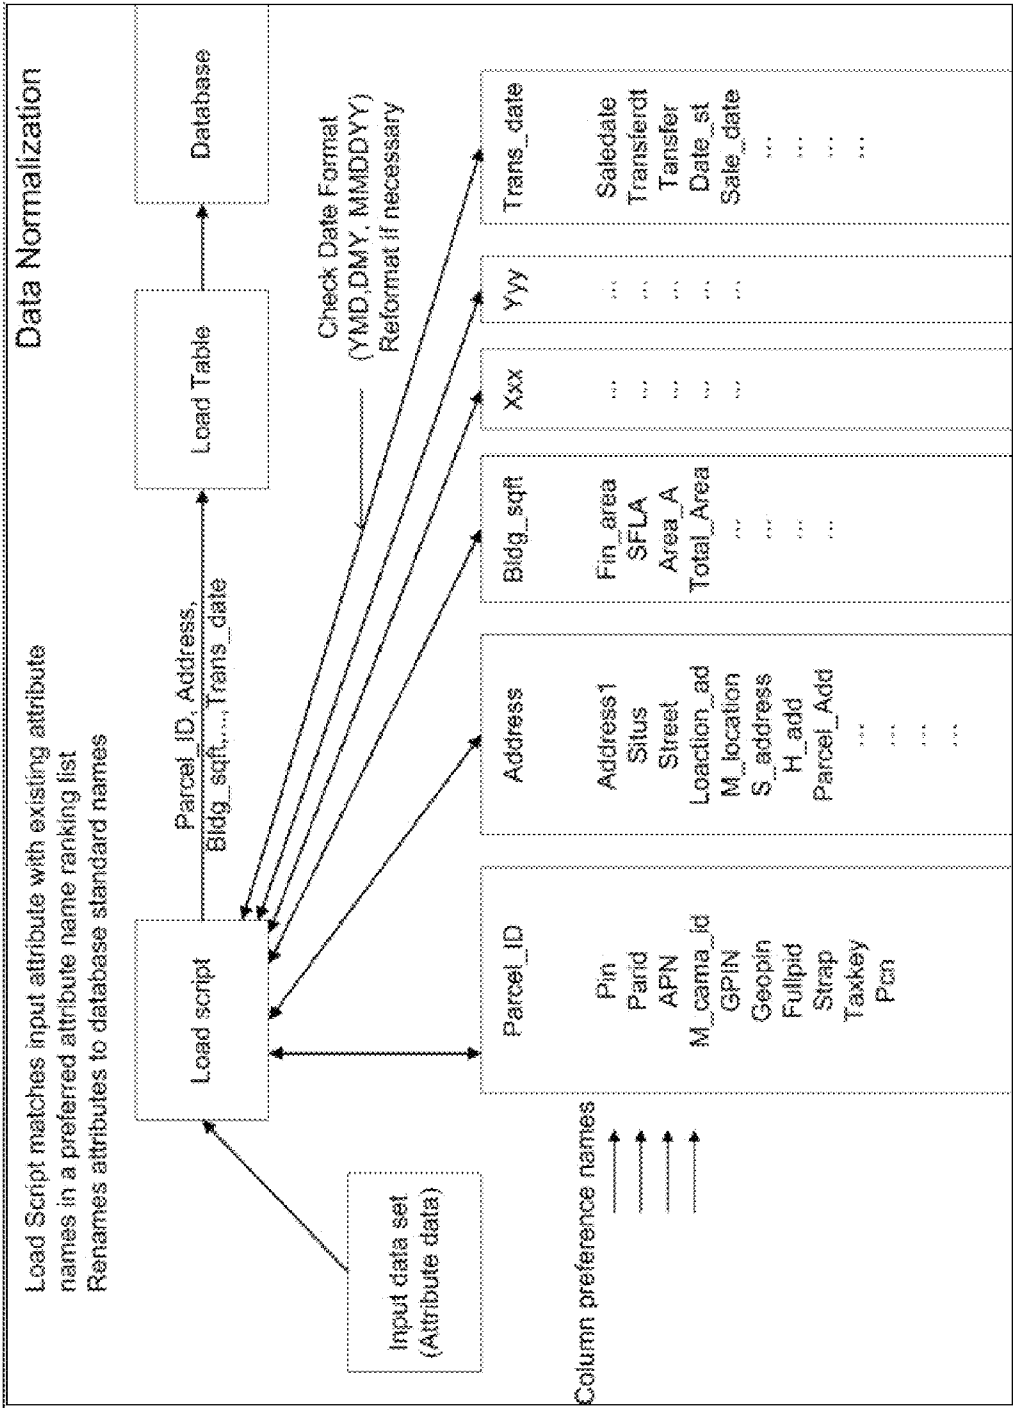 Data Normalization
Load Script matches input attribute with existing attribute
names in a preferred attribute name ranking list
Renames attributes to database standard names
Load script
Parcel_ID, Address,
Bldg_sqft,...,Trans_date
Load Table
Database
Input data set
(Attribute data)
Check Date Format
(YMD,DMY, MMDDYY)
Reformat if necessary
Column preference names
Parcel_ID
Pin
Parid
APN
M_cama_id
GPIN
Geopin
Fullpid
Strap
Taxkey
Pcn
Address
Address1
Situs
Street
Loaction_ad
M_location
S_address
H_add
Parcel_Add
...
...
...
...
Bldg_sqft
Fin_area
SFLA
Area_A
Total_Area
...
...
...
...
Xxx
...
...
...
...
...
Yyy
...
...
...
...
...
Trans_date
Saledate
Transferdt
Tansfer
Date_st
Sale_date
...
...
...
...